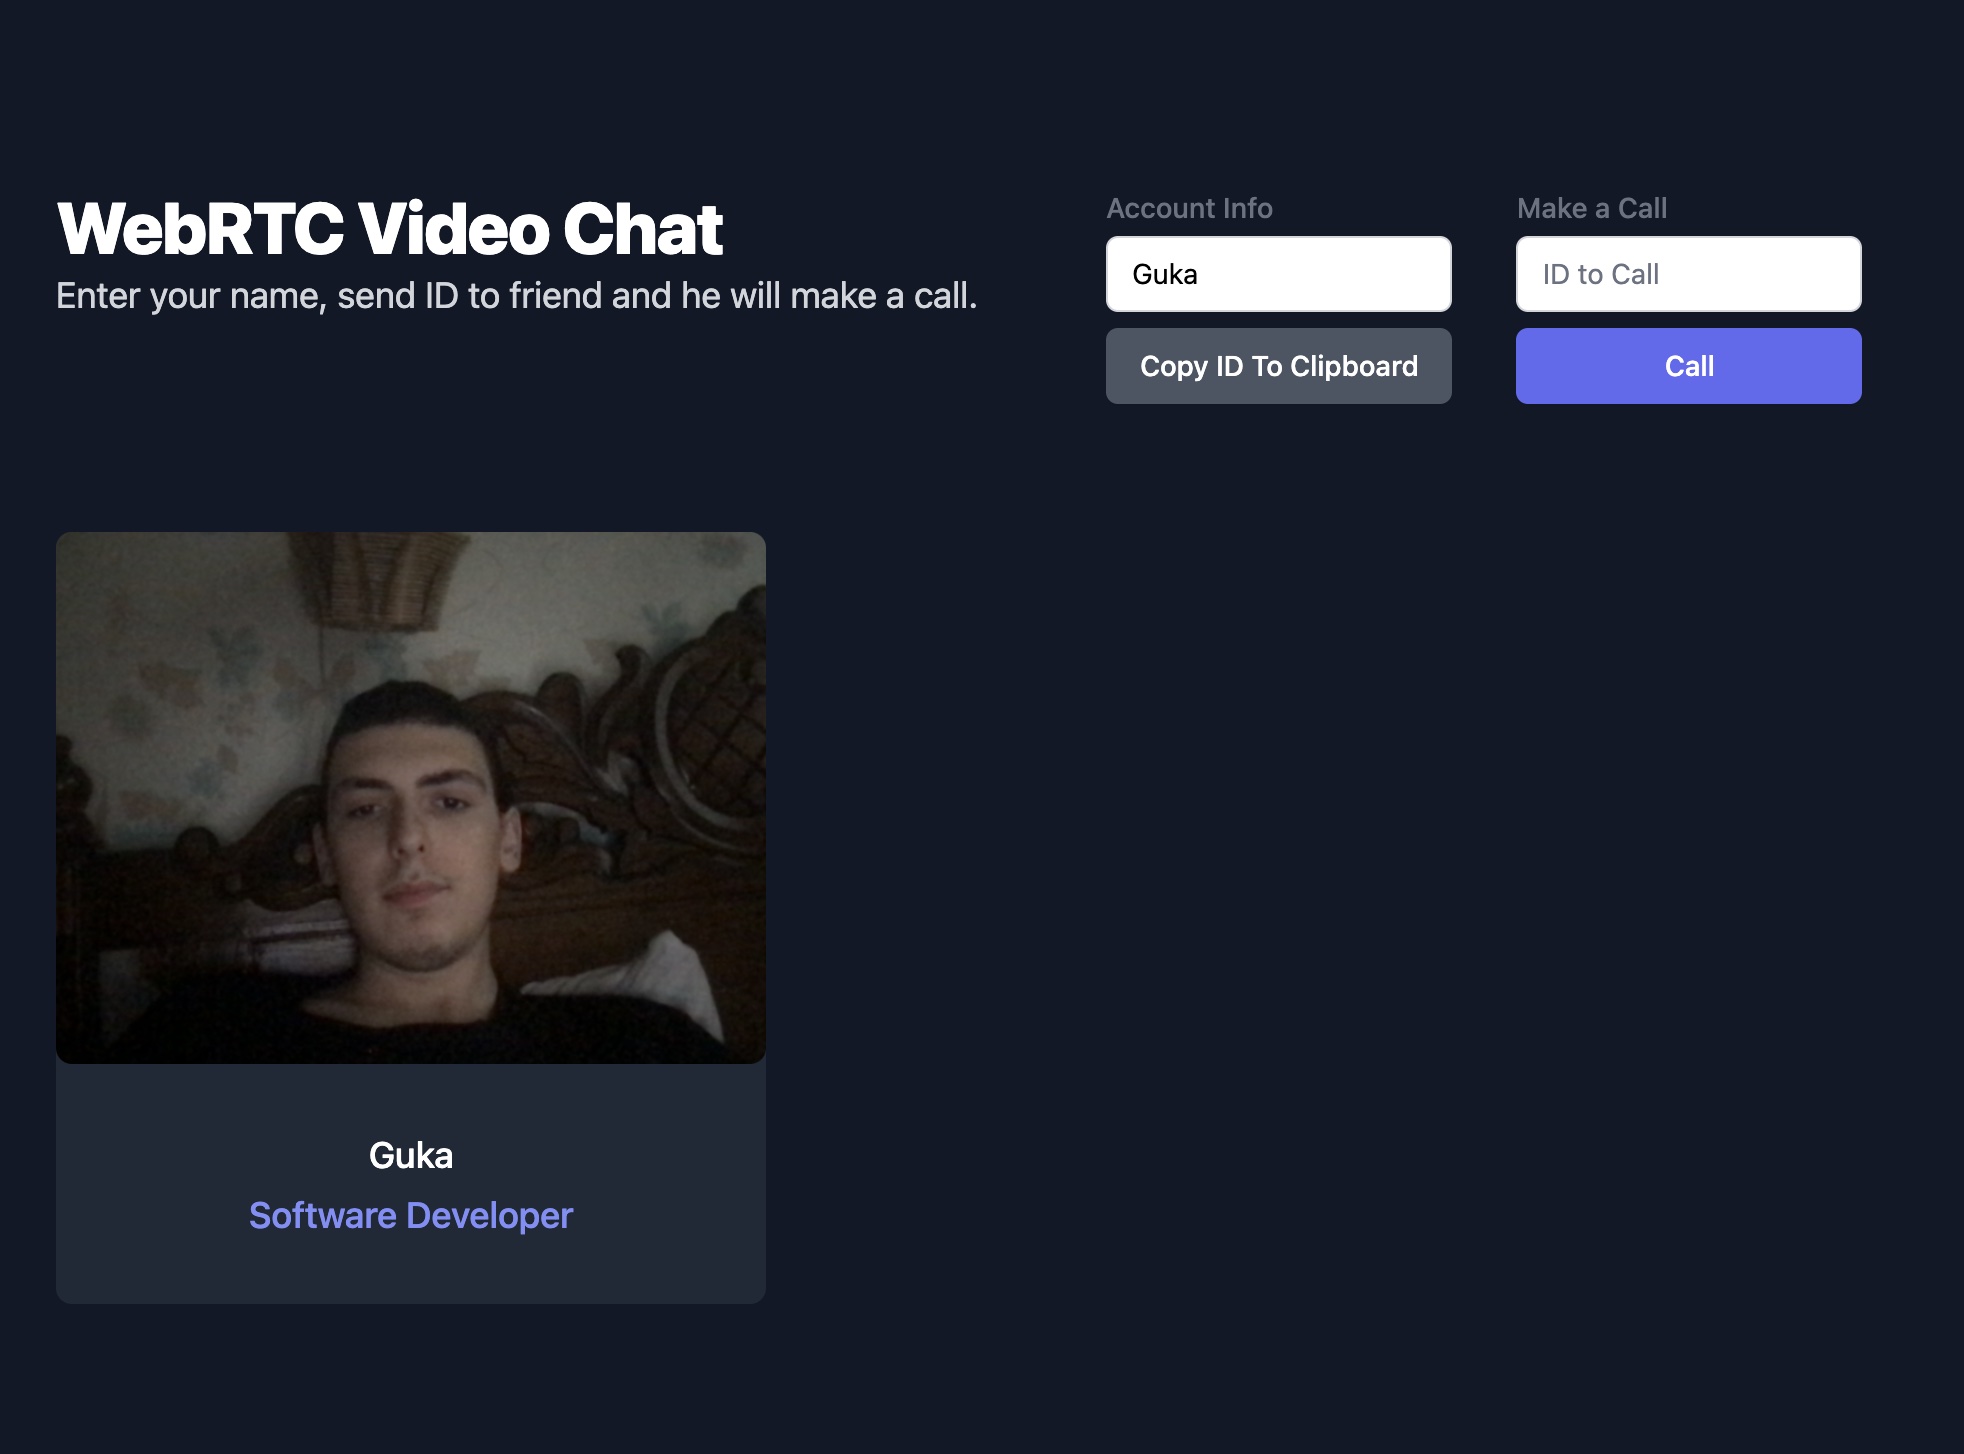 WebRTC Video Chat
Enter your name, send ID to friend and he will make a call.
Account Info
Guka
Copy ID To Clipboard
Make a Call
ID to Call
Call
Guka
Software Developer